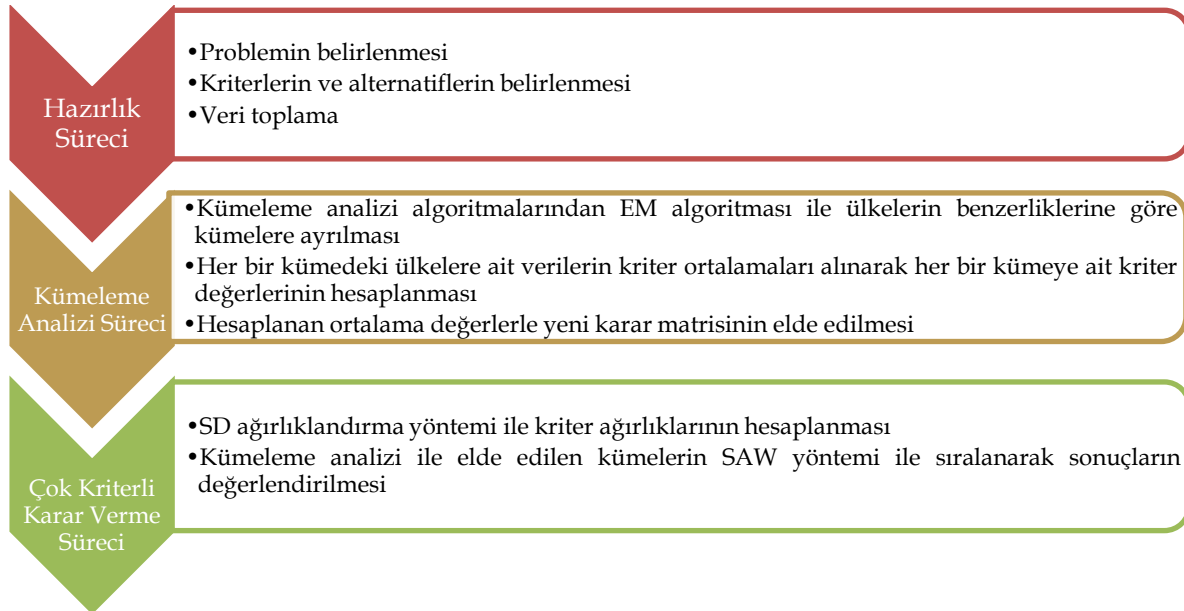 Hazırlık
Süreci
•Problemin belirlenmesi
•Kriterlerin ve alternatiflerin belirlenmesi
•Veri toplama
Kümeleme
Analizi Süreci
•Kümeleme analizi algoritmalarından EM algoritması ile ülkelerin benzerliklerine göre
kümelere ayrılması
•Her bir kümedeki ülkelere ait verilerin kriter ortalamaları alınarak her bir kümeye ait kriter
değerlerinin hesaplanması
•Hesaplanan ortalama değerlerle yeni karar matrisinin elde edilmesi
Çok Kriterli
Karar Verme
Süreci
•SD ağırlıklandırma yöntemi ile kriter ağırlıklarının hesaplanması
•Kümeleme analizi ile elde edilen kümelerin SAW yöntemi ile sıralanarak sonuçların
değerlendirilmesi